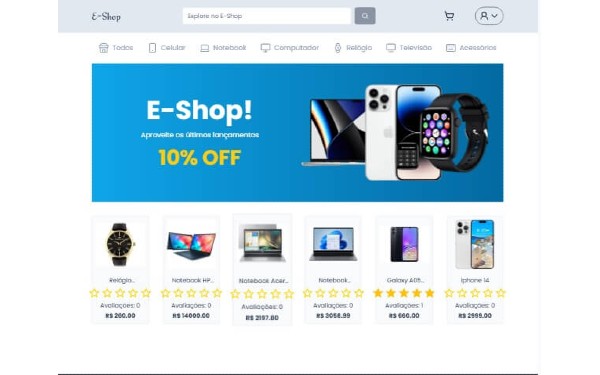 E-Shop
Explore no E-Shop
Todos
Celular
Notebook
Computador
Relógio
Televisão
Acessórios
E-Shop!
Aproveite os últimos lançamentos
10% OFF
Relógio...
Notebook HP...
Notebook Acer...
Notebook...
Galaxy A05...
Iphone 14
Avaliações: 0
Avaliações: 0
Avaliações: 0
Avaliações: 0
Avaliações: 1
Avaliações: 0
R$ 260.00
R$ 14000.00
R$ 2197.80
R$ 3058.99
R$ 660.00
R$ 2999.00